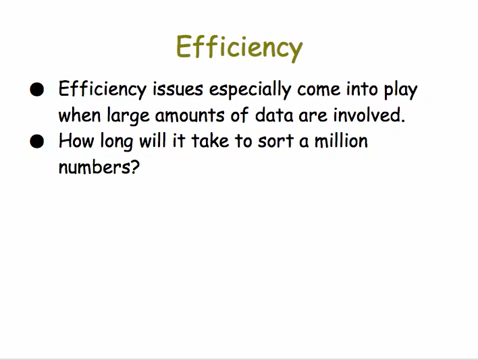 Efficiency
● Efficiency issues especially come into play
when large amounts of data are involved.
● How long will it take to sort a million
numbers?